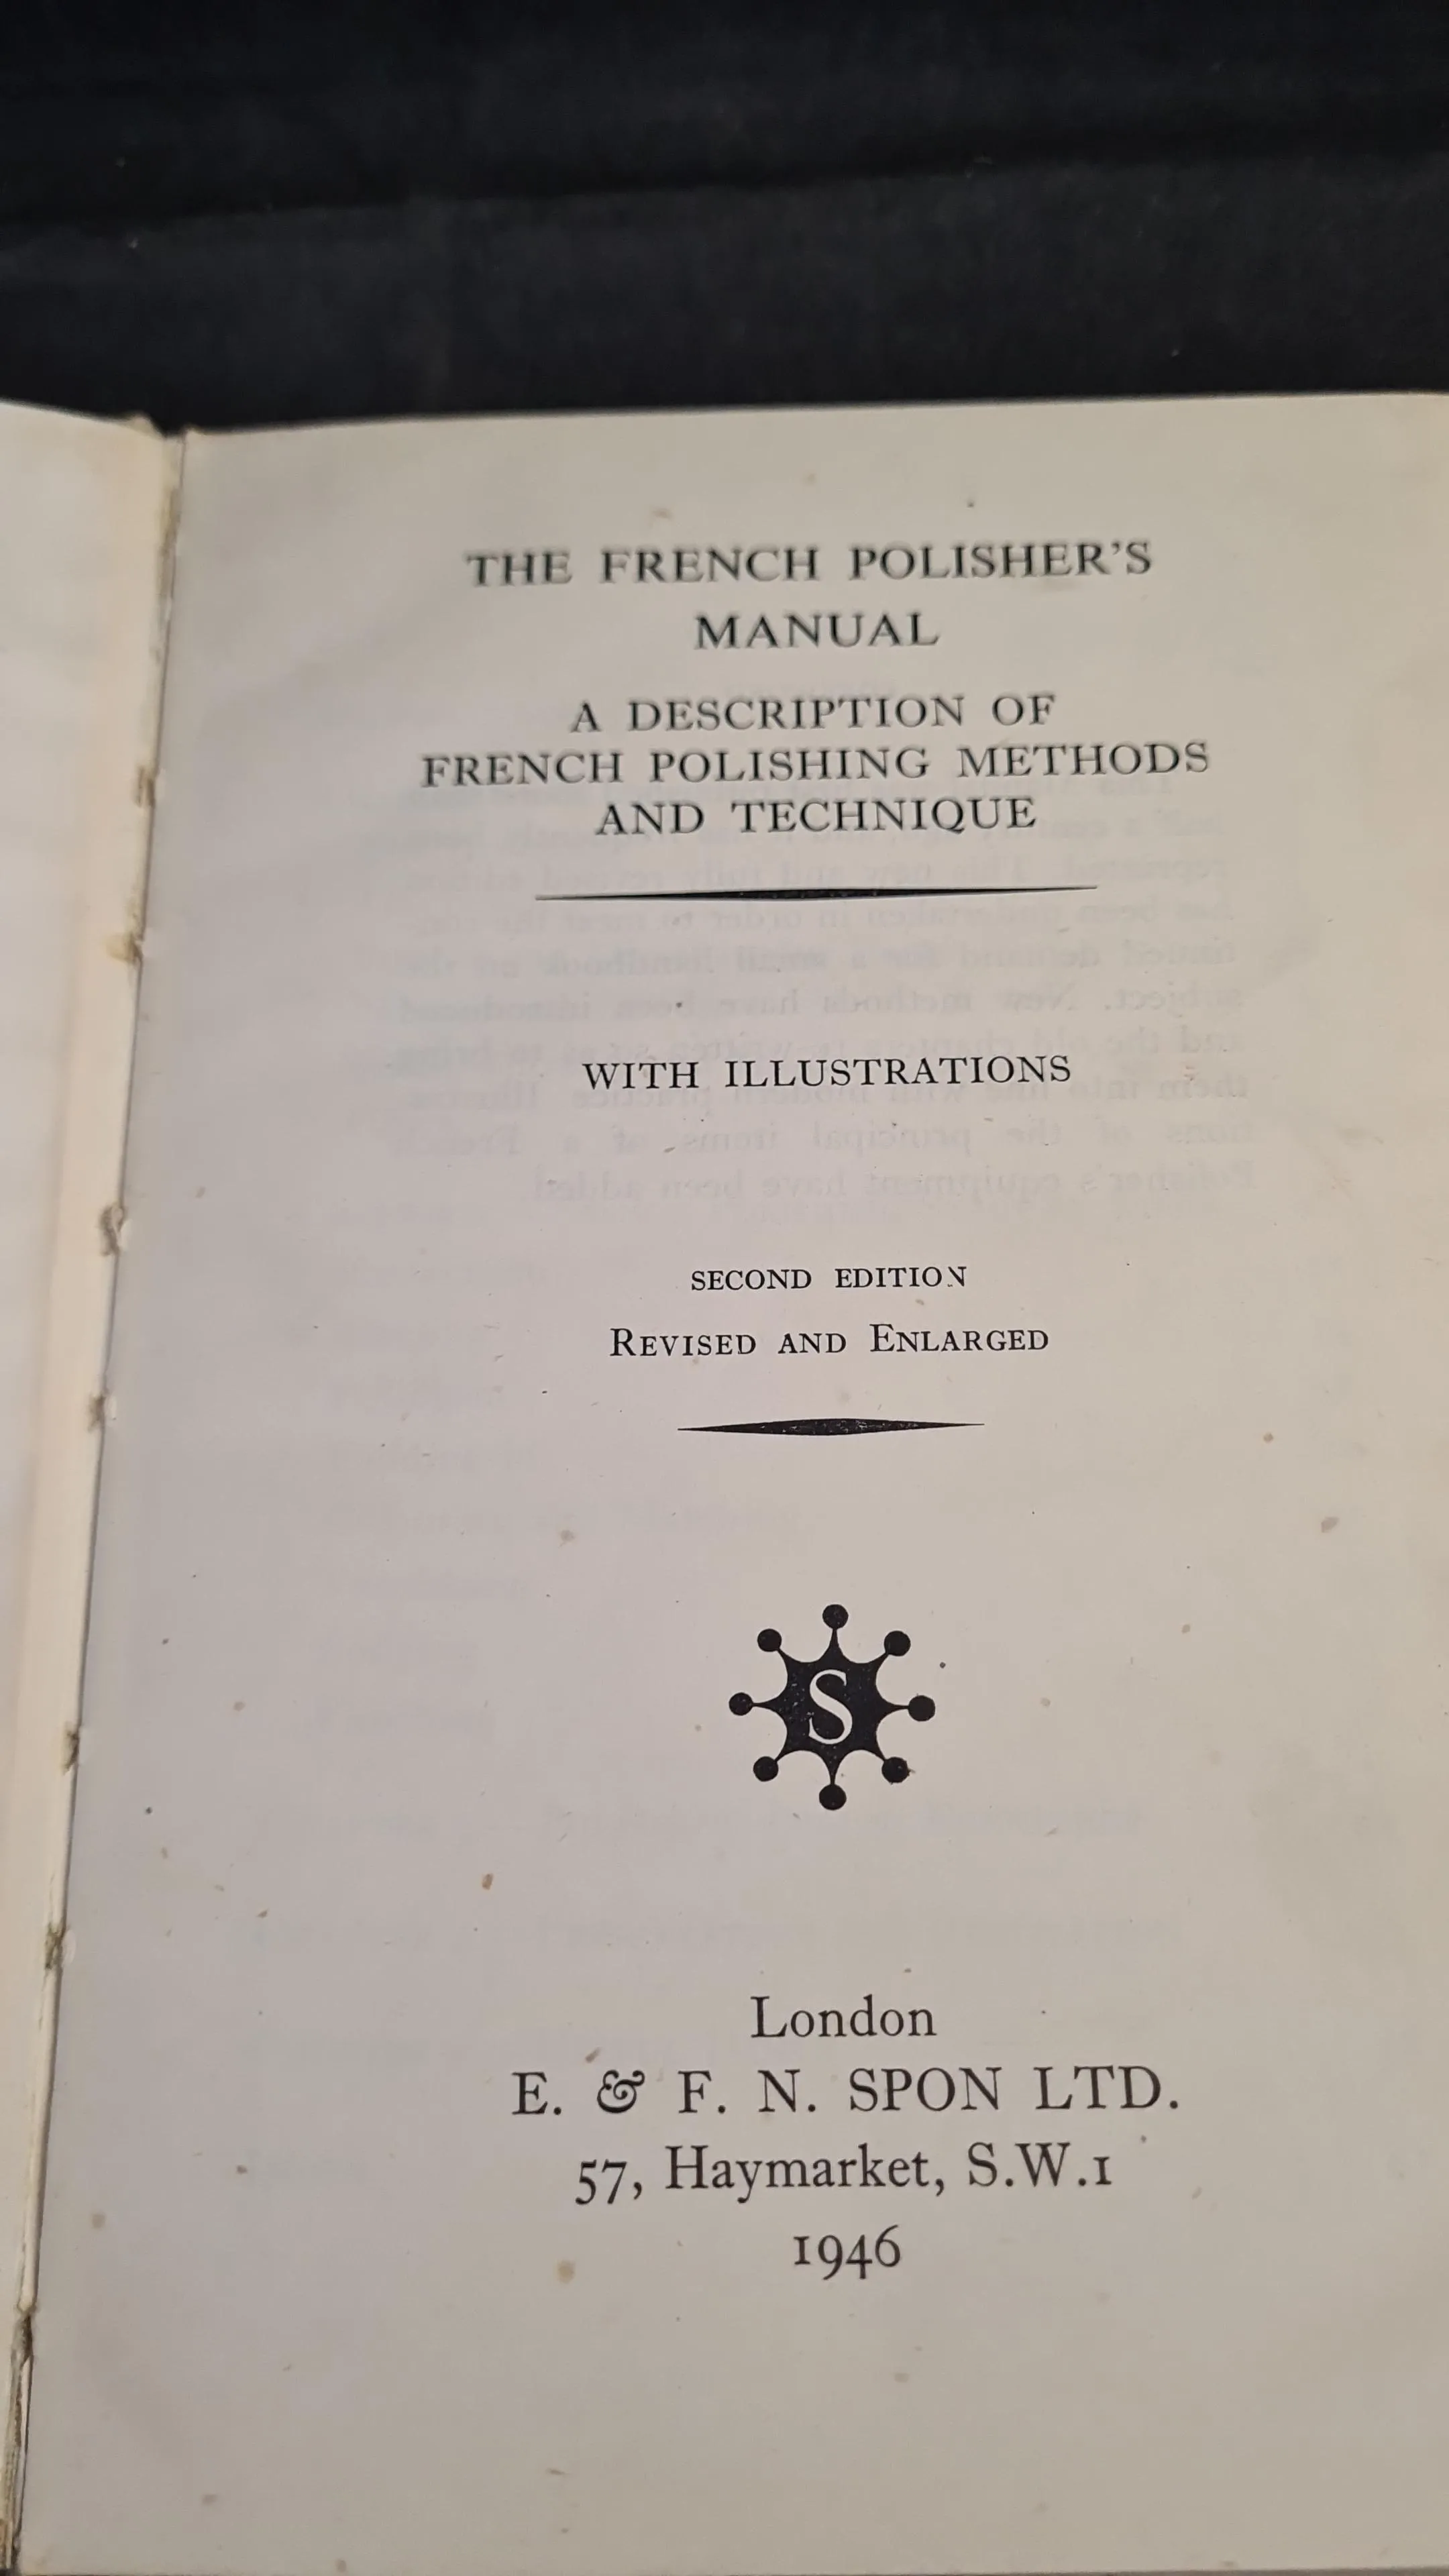 THE FRENCH POLISHER'S
MANUAL
A DESCRIPTION OF
FRENCH POLISHING METHODS
AND TECHNIQUE
WITH ILLUSTRATIONS
SECOND EDITION
REVISED AND ENLARGED
S
London
E. & F. N. SPON LTD.
57, Haymarket, S.W.1
1946